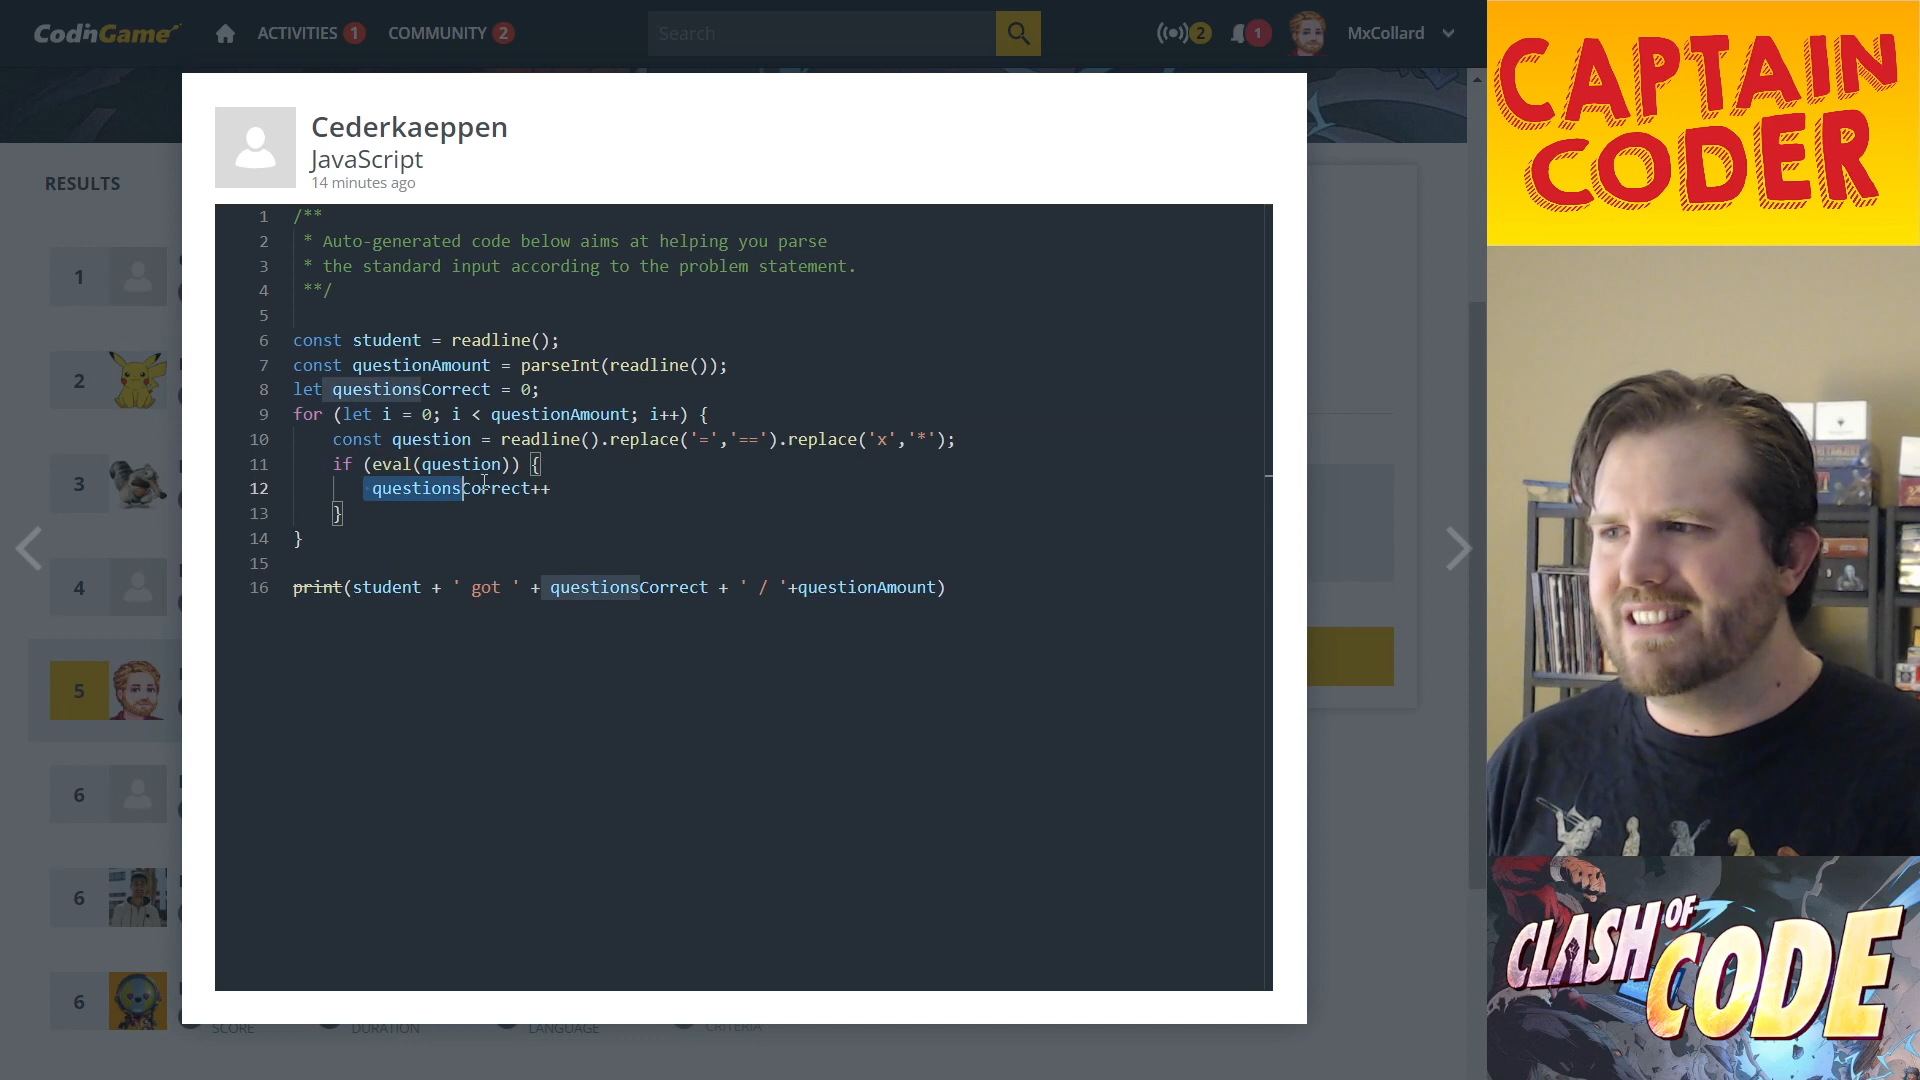 CodinGame
ACTIVITIES 1
COMMUNITY 2
Search
2
1
MxCollard
CAPTAIN
CODER
Cederkaeppen
JavaScript
14 minutes ago
RESULTS
1
2
3
4
5
6
6
6
1 /**
2 * Auto-generated code below aims at helping you parse
3 * the standard input according to the problem statement.
4 **/
5
6 const student = readline();
7 const questionAmount = parseInt(readline());
8 let questionsCorrect = 0;
9 for (let i = 0; i < questionAmount; i++) {
10 const question = readline().replace('=','==').replace('x','*');
11 if (eval(question)) {
12 questionsCorrect++
13 }
14 }
15
16 print(student + ' got ' + questionsCorrect + ' / '+questionAmount)
SCORE
DURATION
LANGUAGE
CRITERIA
CLASH OF
CODE